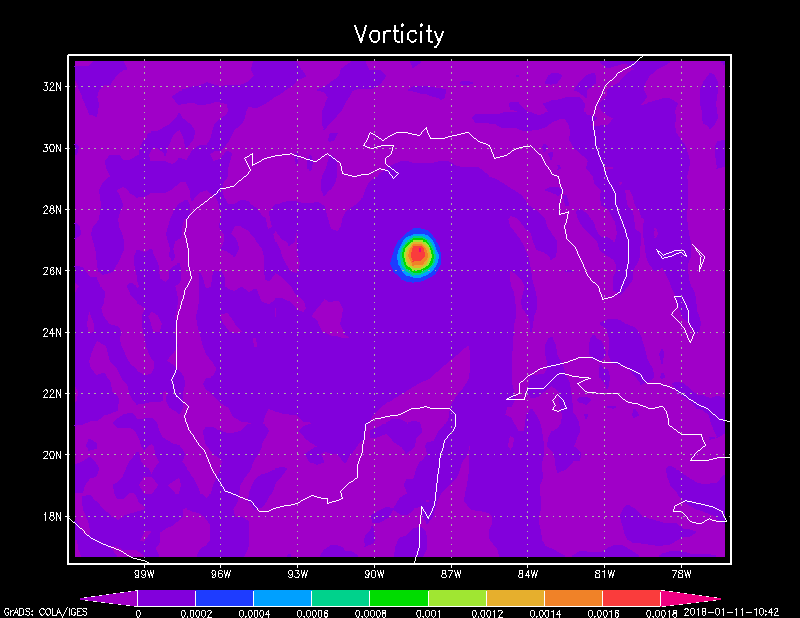 Vorticity
32N
30N
28N
26N
24N
22N
20N
18N
99W 96W 93W 90W 87W 84W 81W 78W
0 0.0002 0.0004 0.0006 0.0008 0.001 0.0012 0.0014 0.0016 0.0018
GrADS: COLA/IGES 2018-01-11-10:42